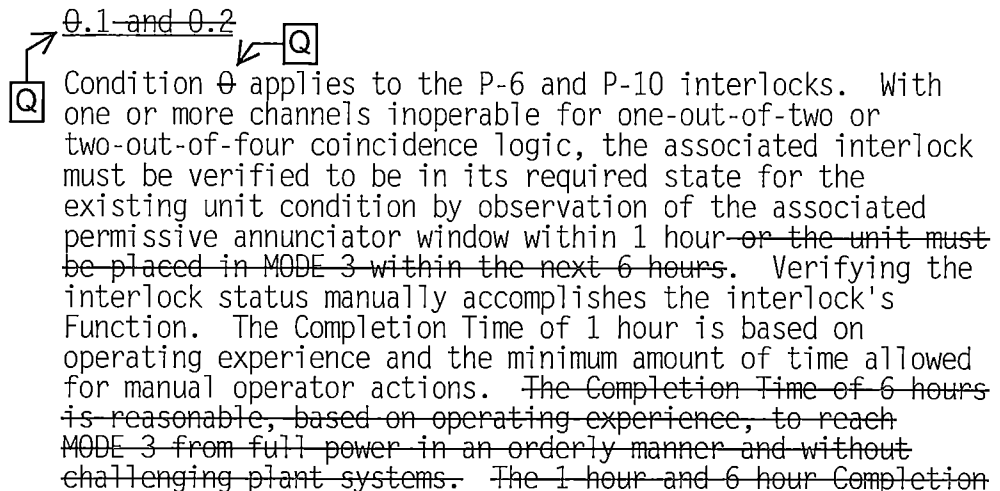 O.1 and O.2
Q
Q
Condition O applies to the P-6 and P-10 interlocks.  With
one or more channels inoperable for one-out-of-two or
two-out-of-four coincidence logic, the associated interlock
must be verified to be in its required state for the
existing unit condition by observation of the associated
permissive annunciator window within 1 hour or the unit must
be placed in MODE 3 within the next 6 hours.  Verifying the
interlock status manually accomplishes the interlock's
Function.  The Completion Time of 1 hour is based on
operating experience and the minimum amount of time allowed
for manual operator actions.  The Completion Time of 6 hours
is reasonable, based on operating experience, to reach
MODE 3 from full power in an orderly manner and without
challenging plant systems.  The 1 hour and 6 hour Completion